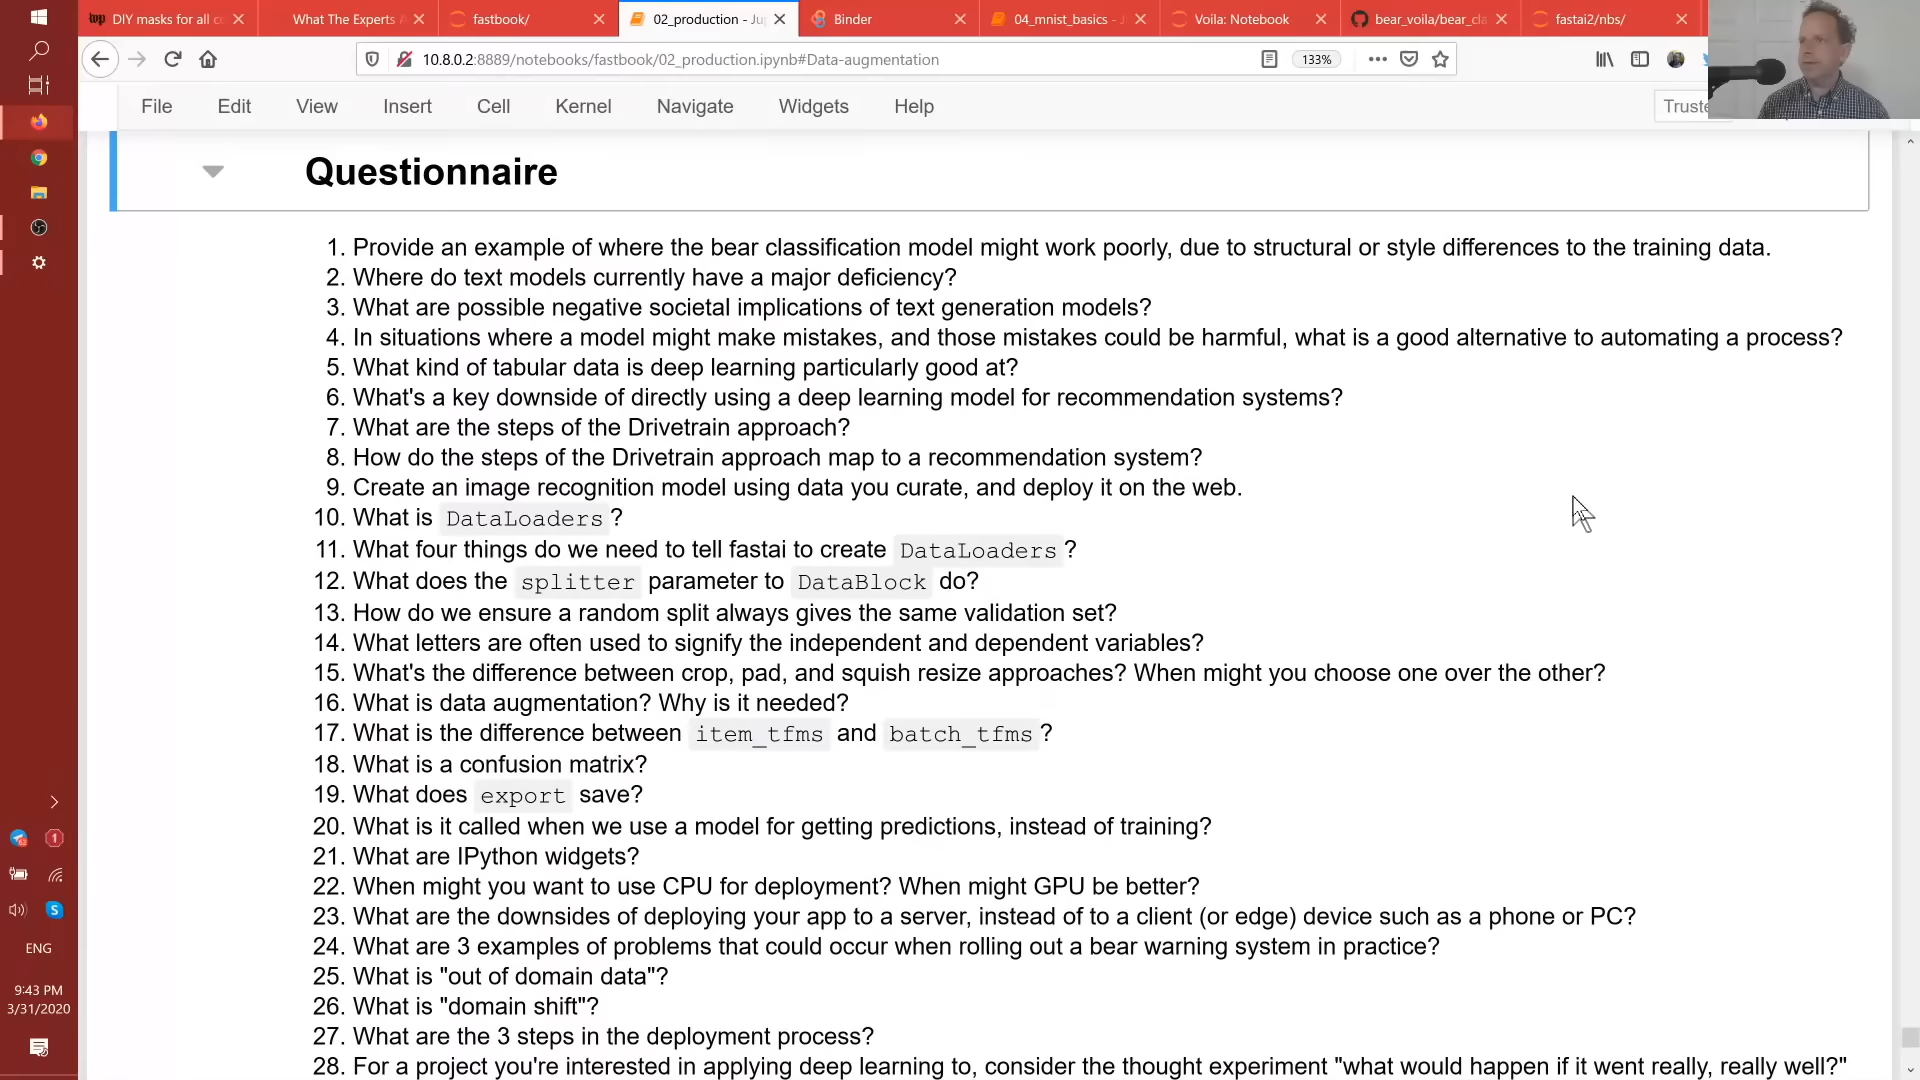 DIY masks for all co
What The Experts A
fastbook/
02_production - Ju
Binder
04_mnist_basics - J
Voila: Notebook
bear_voila/bear_cla
fastai2/nbs/
10.8.0.2:8889/notebooks/fastbook/02_production.ipynb#Data-augmentation
133%
File Edit View Insert Cell Kernel Navigate Widgets Help
Truste
Questionnaire
1. Provide an example of where the bear classification model might work poorly, due to structural or style differences to the training data.
2. Where do text models currently have a major deficiency?
3. What are possible negative societal implications of text generation models?
4. In situations where a model might make mistakes, and those mistakes could be harmful, what is a good alternative to automating a process?
5. What kind of tabular data is deep learning particularly good at?
6. What's a key downside of directly using a deep learning model for recommendation systems?
7. What are the steps of the Drivetrain approach?
8. How do the steps of the Drivetrain approach map to a recommendation system?
9. Create an image recognition model using data you curate, and deploy it on the web.
10. What is DataLoaders?
11. What four things do we need to tell fastai to create DataLoaders?
12. What does the splitter parameter to DataBlock do?
13. How do we ensure a random split always gives the same validation set?
14. What letters are often used to signify the independent and dependent variables?
15. What's the difference between crop, pad, and squish resize approaches? When might you choose one over the other?
16. What is data augmentation? Why is it needed?
17. What is the difference between item_tfms and batch_tfms?
18. What is a confusion matrix?
19. What does export save?
20. What is it called when we use a model for getting predictions, instead of training?
21. What are IPython widgets?
22. When might you want to use CPU for deployment? When might GPU be better?
23. What are the downsides of deploying your app to a server, instead of to a client (or edge) device such as a phone or PC?
24. What are 3 examples of problems that could occur when rolling out a bear warning system in practice?
25. What is "out of domain data"?
26. What is "domain shift"?
27. What are the 3 steps in the deployment process?
28. For a project you're interested in applying deep learning to, consider the thought experiment "what would happen if it went really, really well?"
ENG
9:43 PM
3/31/2020